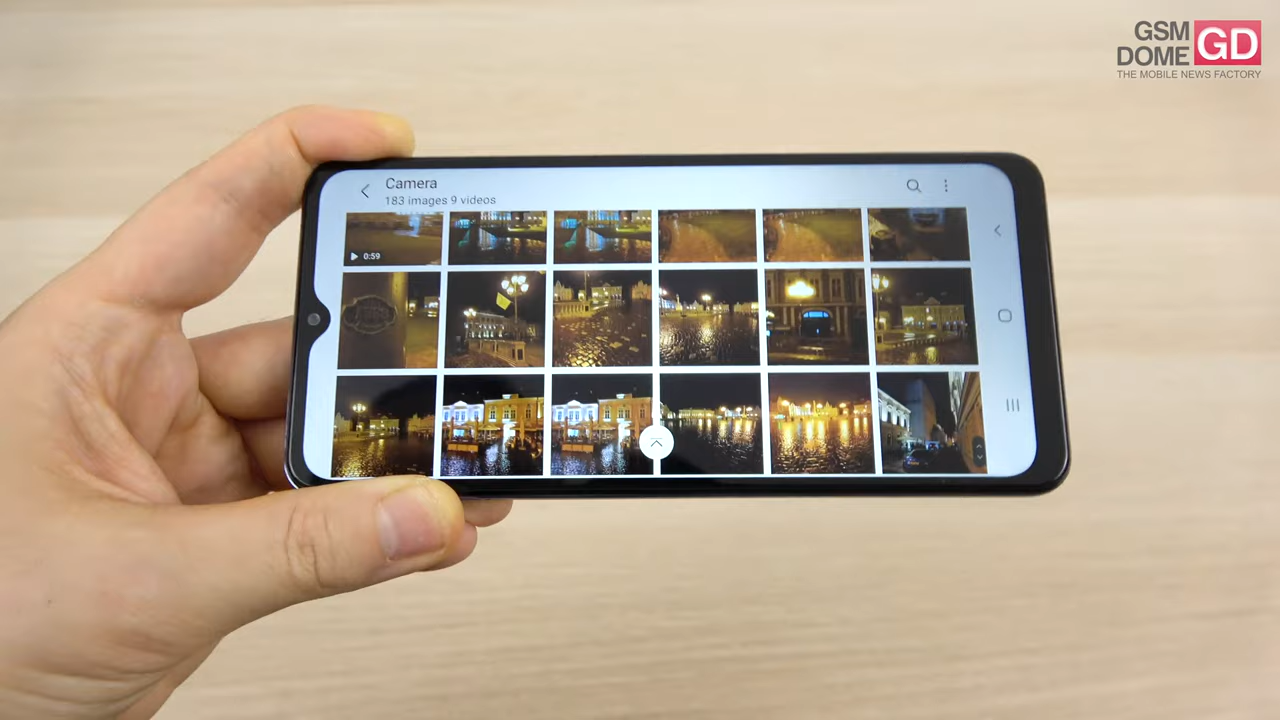 GSM
DOME GD
THE MOBILE NEWS FACTORY
Camera
183 images 9 videos
0:59